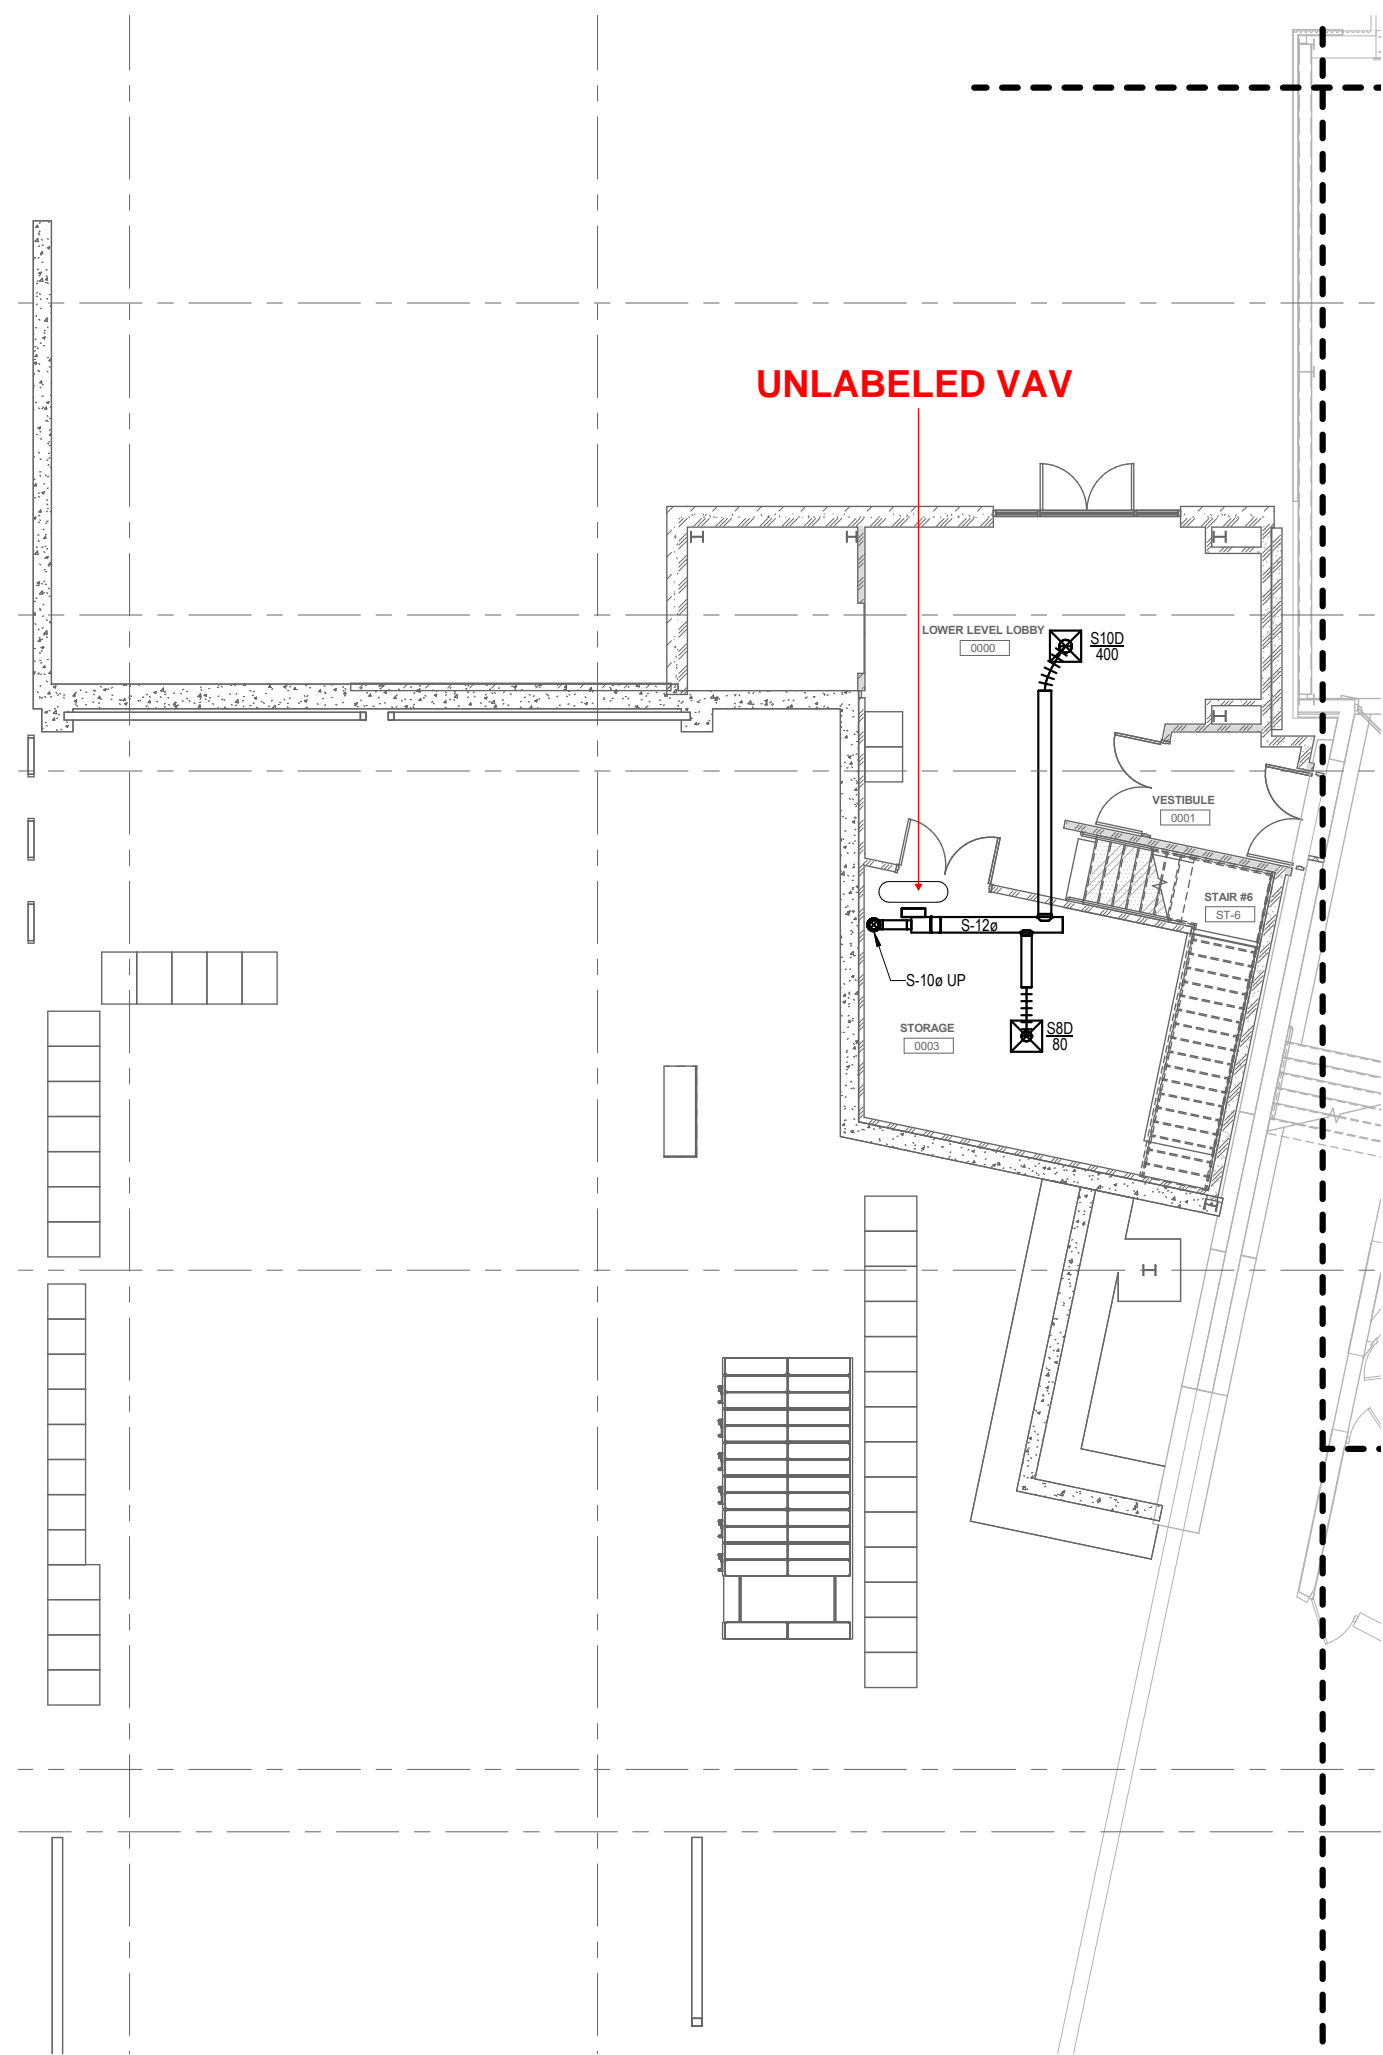 UNLABELED VAV
LOWER LEVEL LOBBY
0000
S10D
400
VESTIBULE
0001
STAIR #6
ST-6
S-12ø
S-10ø UP
STORAGE
0003
S8D
80